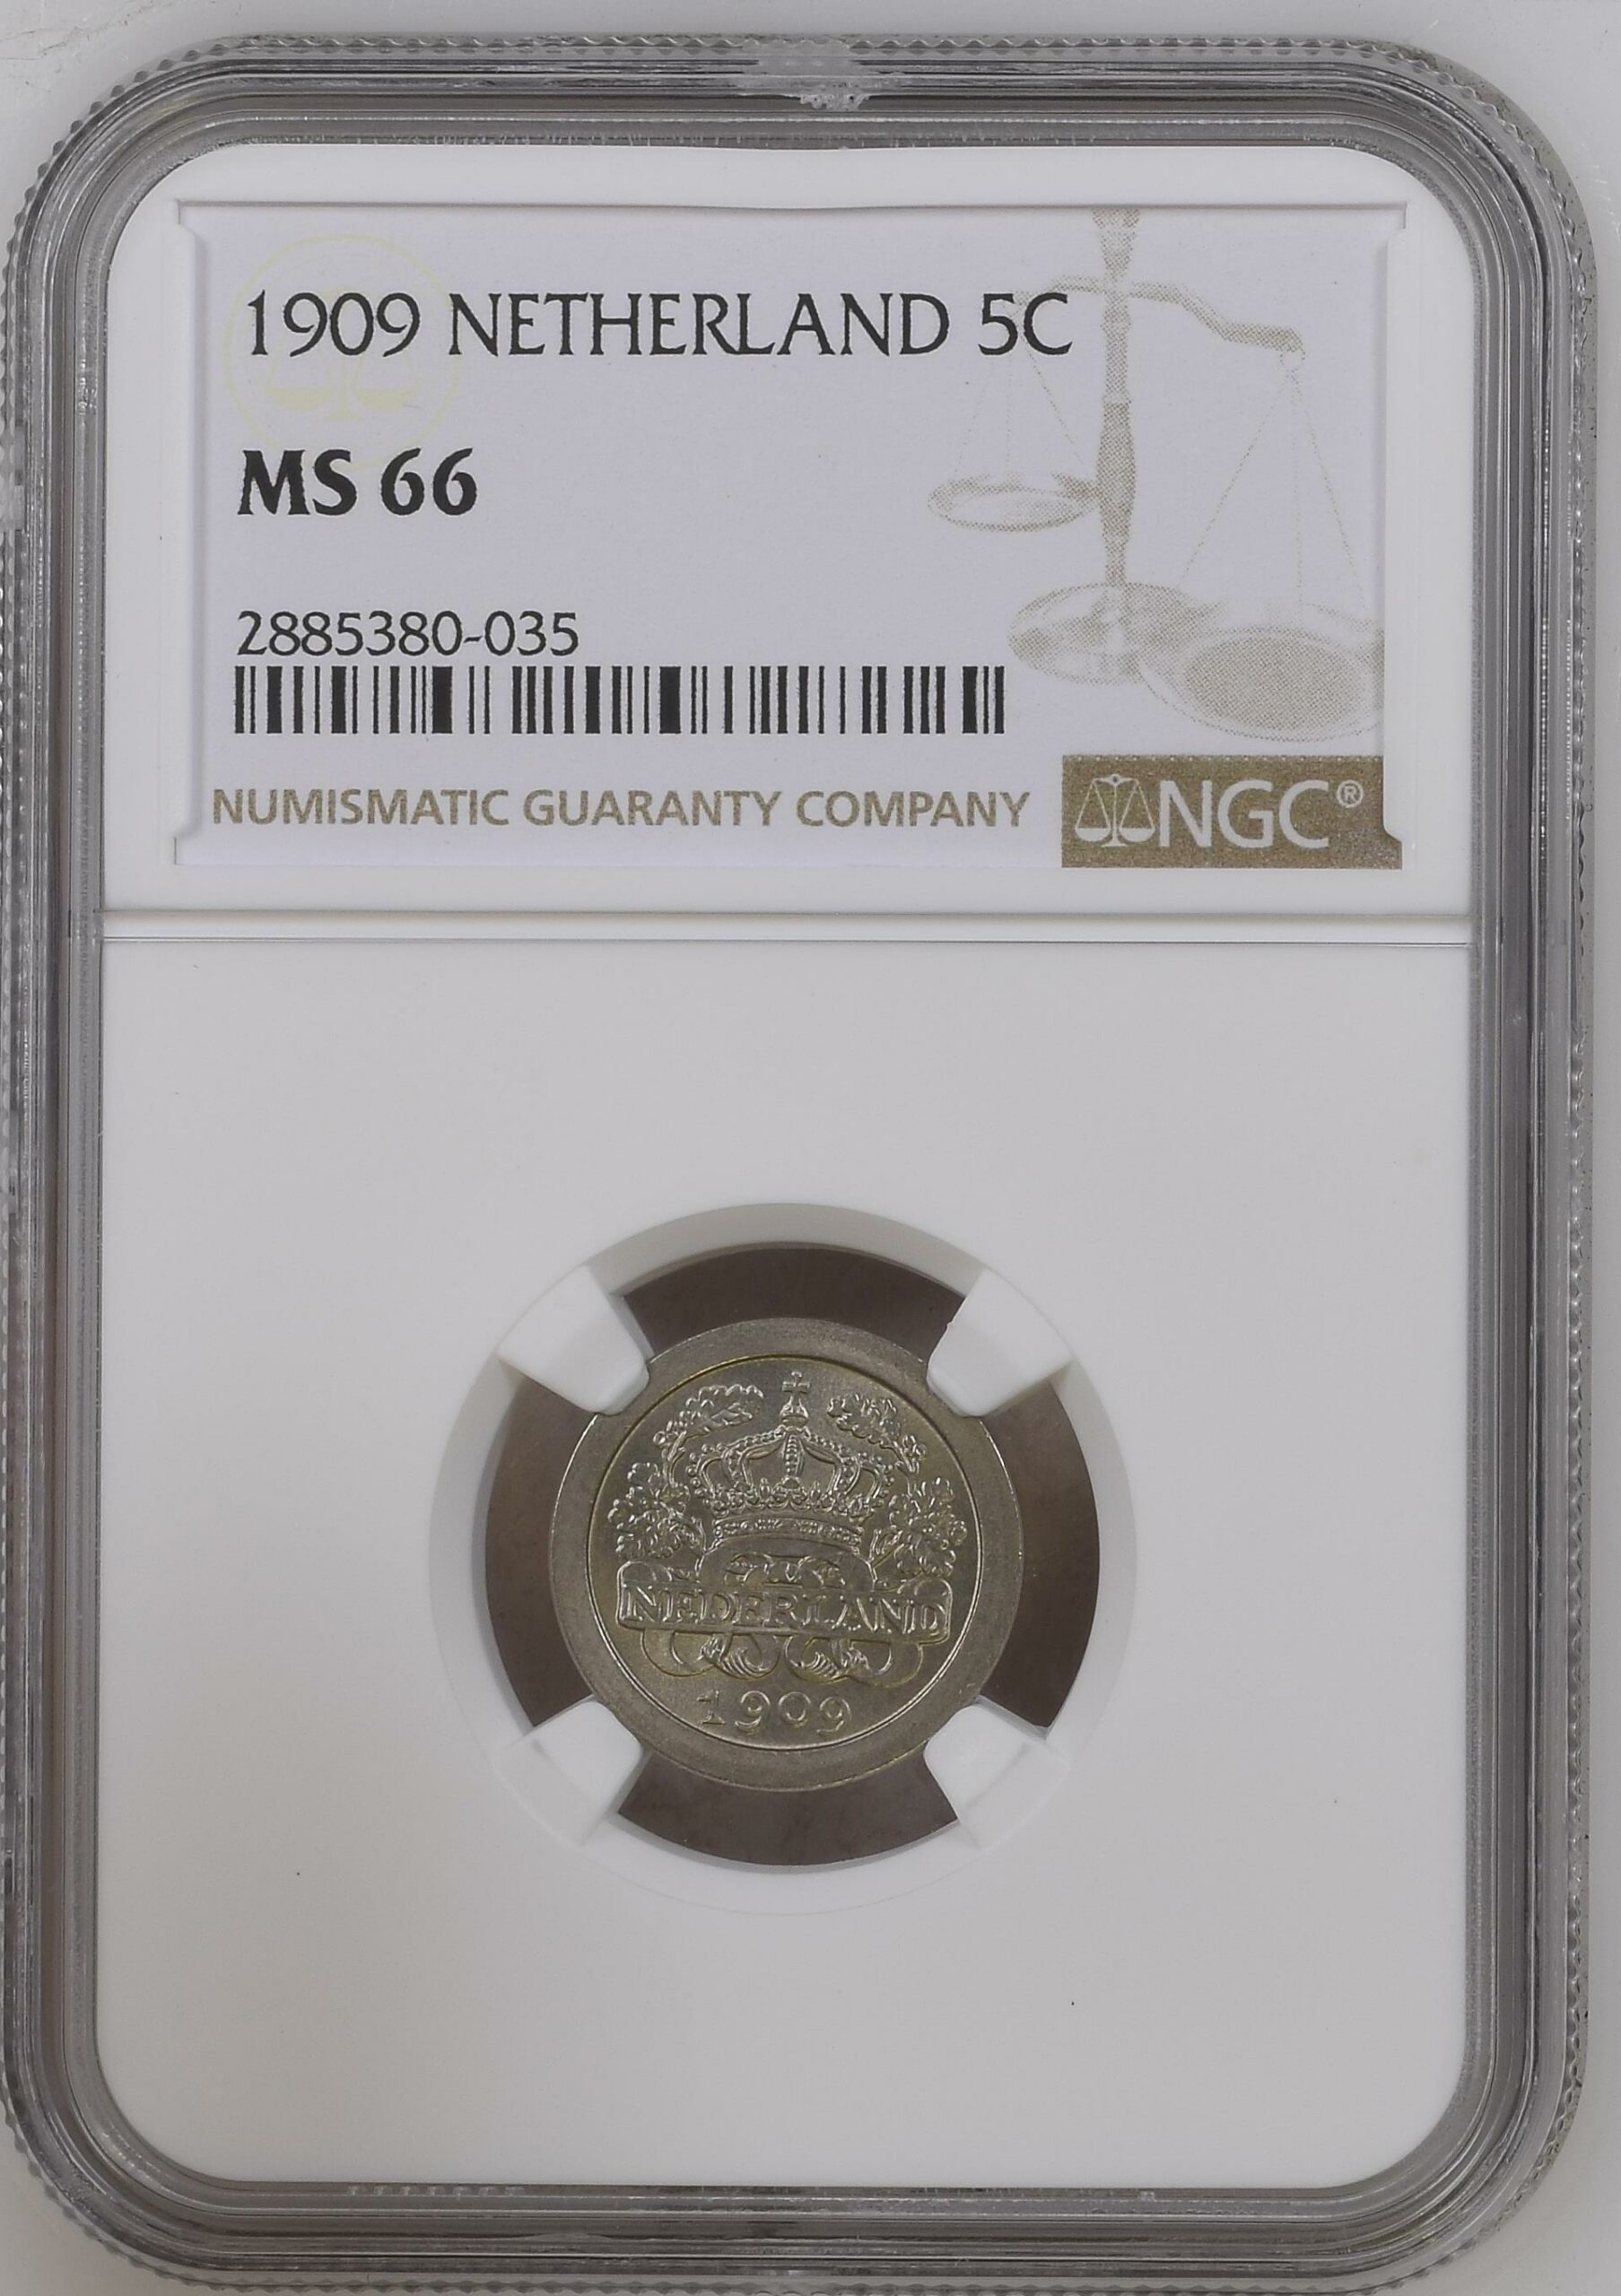 1909 NETHERLAND 5C
MS 66
2885380-035
NUMISMATIC GUARANTY COMPANY
NGC®
NEDERLAND
1909